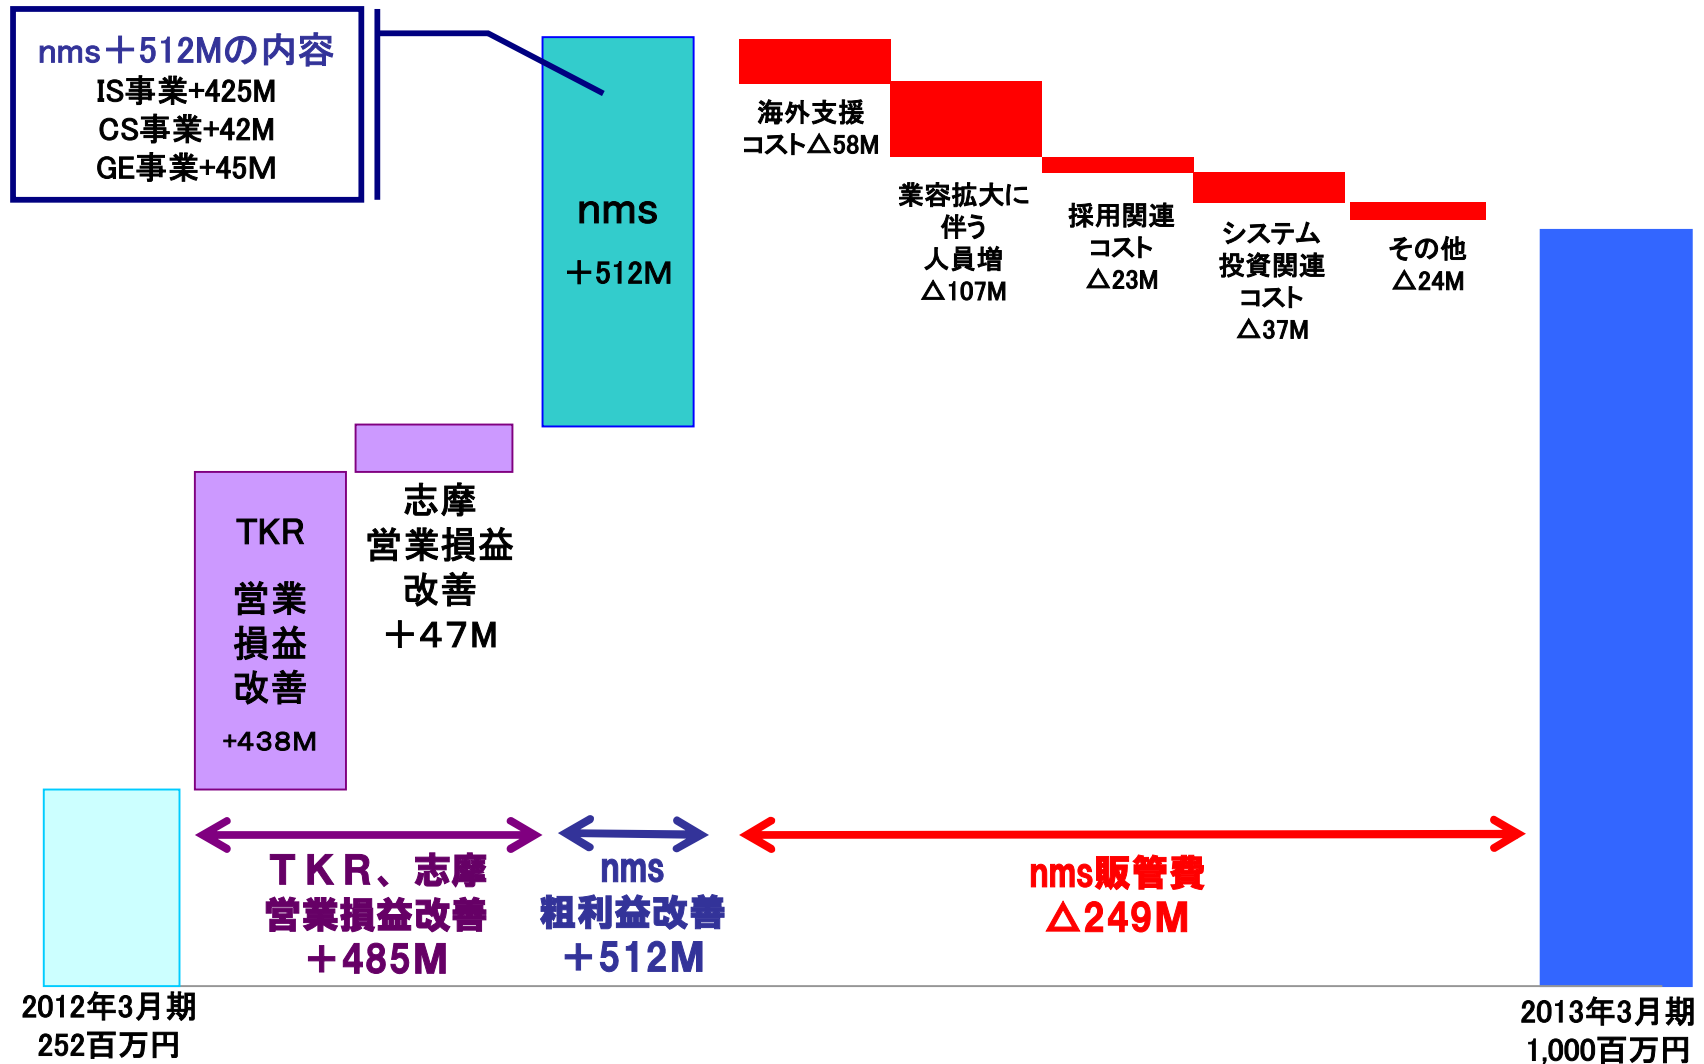 nms＋512Mの内容
IS事業+425M
CS事業+42M
GE事業+45M
nms
＋512M
海外支援
コスト△58M
業容拡大に
伴う
人員増
△107M
採用関連
コスト
△23M
システム
投資関連
コスト
△37M
その他
△24M
TKR
営業
損益
改善
+438M
志摩
営業損益
改善
＋47M
ＴＫＲ、志摩
営業損益改善
＋485M
nms
粗利益改善
＋512M
nms販管費
△249M
2012年3月期
252百万円
2013年3月期
1,000百万円